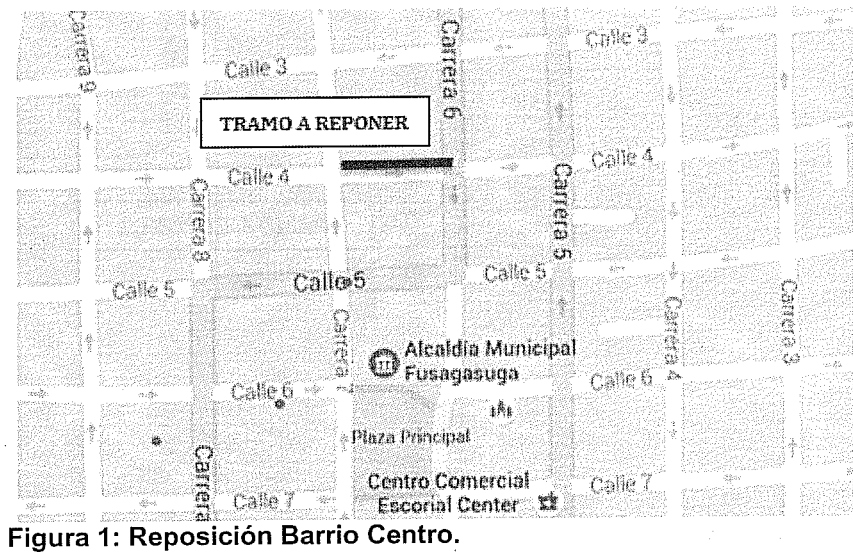 Carrera 9
Calle 3
Carrera 6
Calle 3
TRAMO A REPONER
Calle 4
Calle 4
Carrera 8
Carrera 5
Calle 5
Calle 5
Calle 5
Carrera 7
Carrera 4
Carrera 3
Alcaldía Municipal
Fusagasuga
Calle 6
Calle 6
Plaza Principal
Carrera
Calle 7
Centro Comercial
Escorial Center
Calle 7
Figura 1: Reposición Barrio Centro.